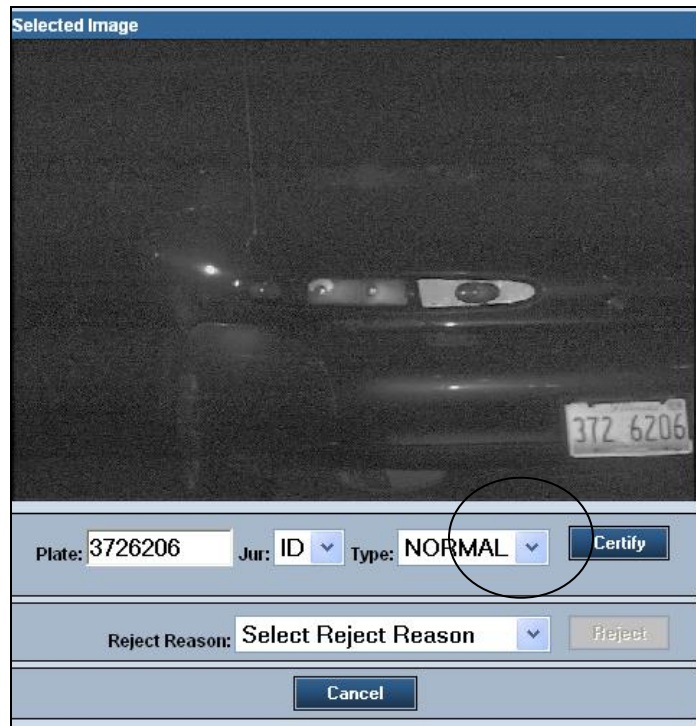 Selected Image
372 6206
Plate: 3726206 Jur: ID Type: NORMAL Certify
Reject Reason: Select Reject Reason Reject
Cancel